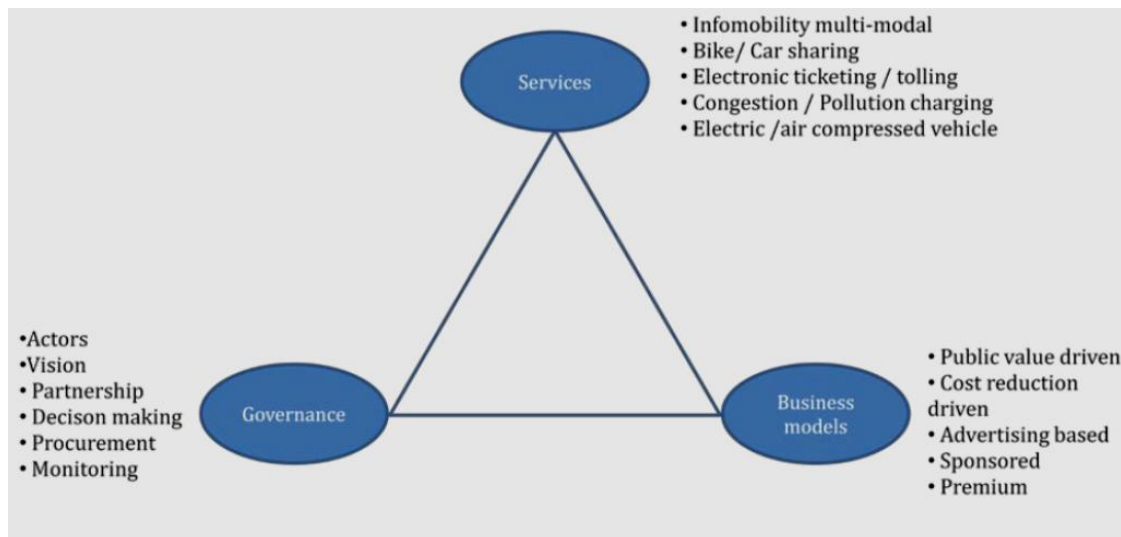 Services
• Infomobility multi-modal
• Bike/ Car sharing
• Electronic ticketing / tolling
• Congestion / Pollution charging
• Electric /air compressed vehicle
•Actors
•Vision
• Partnership
• Decison making
• Procurement
• Monitoring
Governance
Business
models
• Public value driven
• Cost reduction
driven
• Advertising based
• Sponsored
• Premium